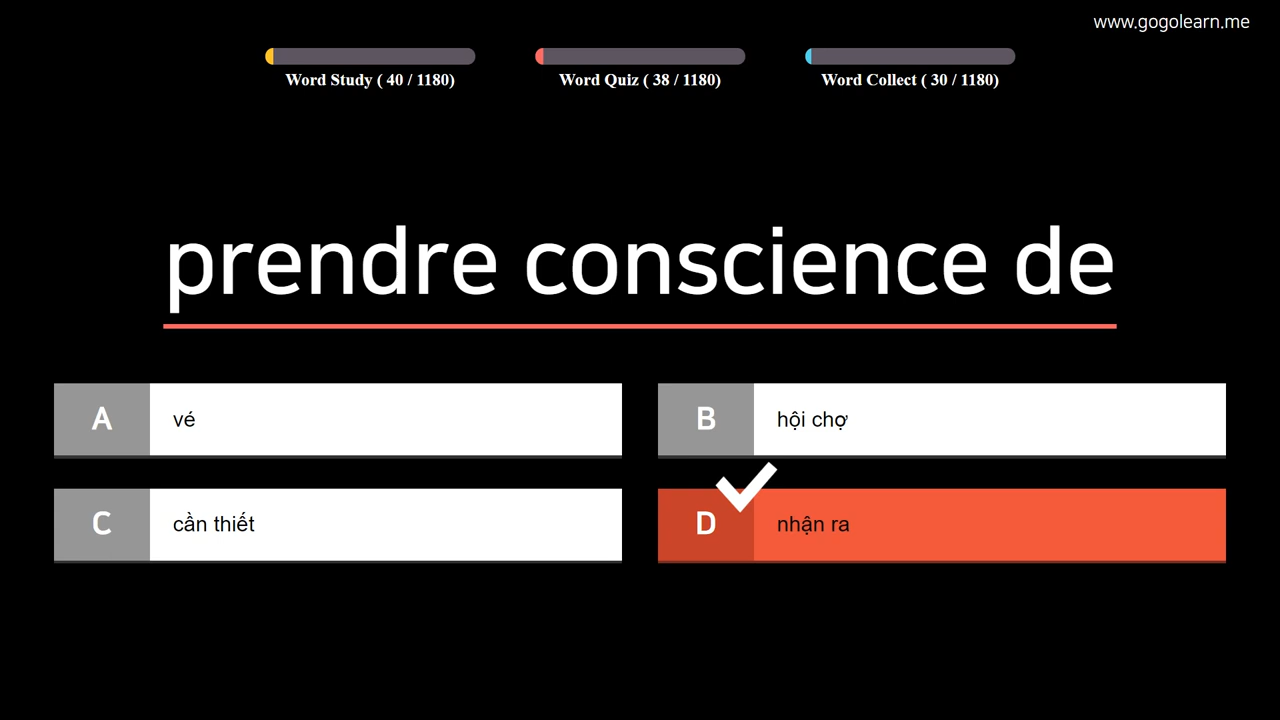 www.gogolearn.me
Word Study ( 40 / 1180)
Word Quiz ( 38 / 1180)
Word Collect ( 30 / 1180)
prendre conscience de
A vé
B hội chợ
C cần thiết
D nhận ra